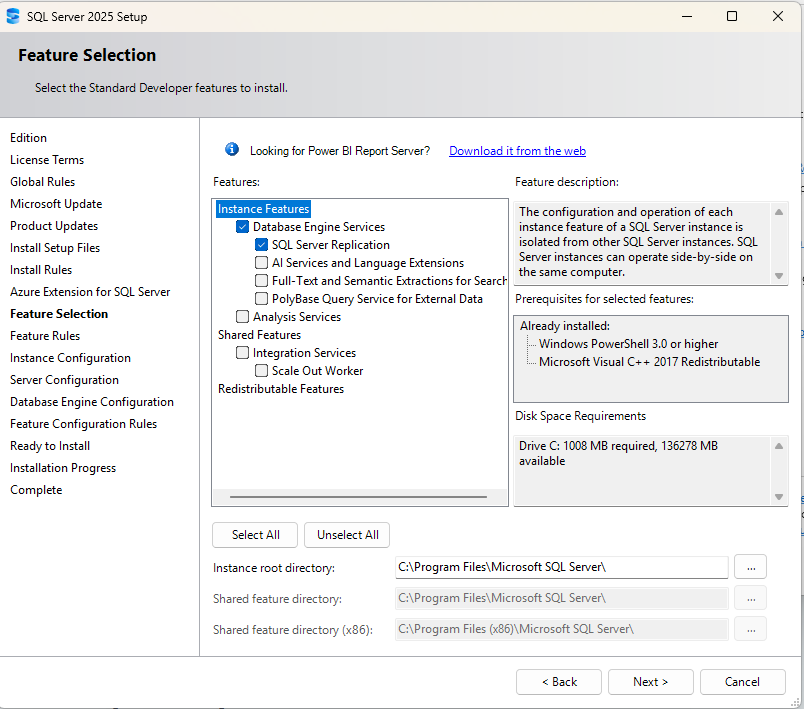 SQL Server 2025 Setup
Feature Selection
Select the Standard Developer features to install.
Edition
License Terms
Global Rules
Microsoft Update
Product Updates
Install Setup Files
Install Rules
Azure Extension for SQL Server
Feature Selection
Feature Rules
Instance Configuration
Server Configuration
Database Engine Configuration
Feature Configuration Rules
Ready to Install
Installation Progress
Complete
Looking for Power BI Report Server? Download it from the web
Features:
Instance Features
Database Engine Services
SQL Server Replication
AI Services and Language Extensions
Full-Text and Semantic Extractions for Search
PolyBase Query Service for External Data
Analysis Services
Shared Features
Integration Services
Scale Out Worker
Redistributable Features
Feature description:
The configuration and operation of each
instance feature of a SQL Server instance is
isolated from other SQL Server instances. SQL
Server instances can operate side-by-side on
the same computer.
Prerequisites for selected features:
Already installed:
Windows PowerShell 3.0 or higher
Microsoft Visual C++ 2017 Redistributable
Disk Space Requirements
Drive C: 1008 MB required, 136278 MB
available
Select All Unselect All
Instance root directory: C:\Program Files\Microsoft SQL Server\ ...
Shared feature directory: C:\Program Files\Microsoft SQL Server\ ...
Shared feature directory (x86): C:\Program Files (x86)\Microsoft SQL Server\ ...
< Back Next > Cancel